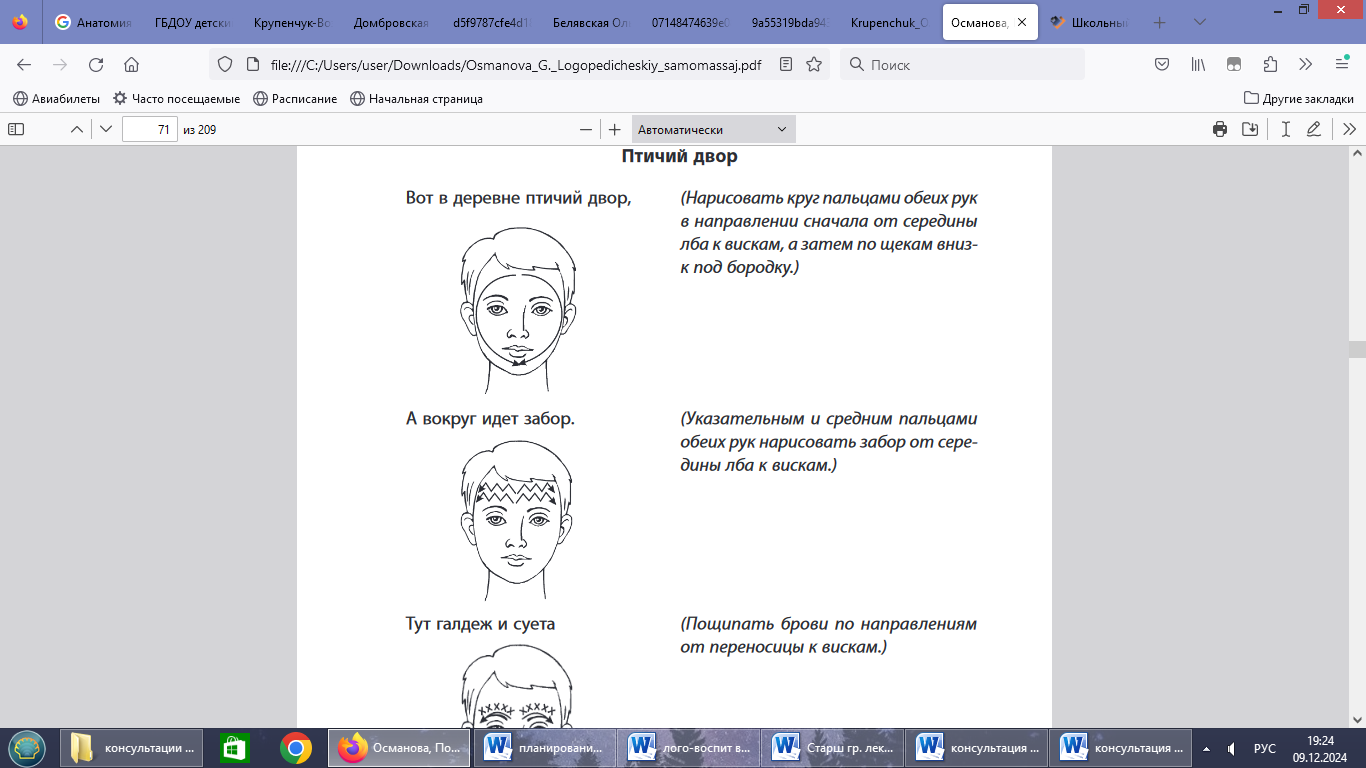 Анатомия
ГБДОУ детски
Крупенчук-Во
Домбровская
d5f9787cfe4d1
Белявская Ол
07148474639e0
9a55319bda943
Krupenchuk_O
Османова,
Школьный
file:///C:/Users/user/Downloads/Osmanova_G._Logopedicheskiy_samomassaj.pdf
Поиск
Авиабилеты
Часто посещаемые
Расписание
Начальная страница
Другие закладки
71
из 209
Автоматически
Птичий двор
Вот в деревне птичий двор,
(Нарисовать круг пальцами обеих рук
в направлении сначала от середины
лба к вискам, а затем по щекам вниз-
к под бородку.)
А вокруг идет забор.
(Указательным и средним пальцами
обеих рук нарисовать забор от сере-
дины лба к вискам.)
Тут галдеж и суета
(Пощипать брови по направлениям
от переносицы к вискам.)
консультации ...
Османова, По...
планировани...
лого-воспит в...
Старш гр. лек...
консультация ...
консультация ...
РУС
19:24
09.12.2024